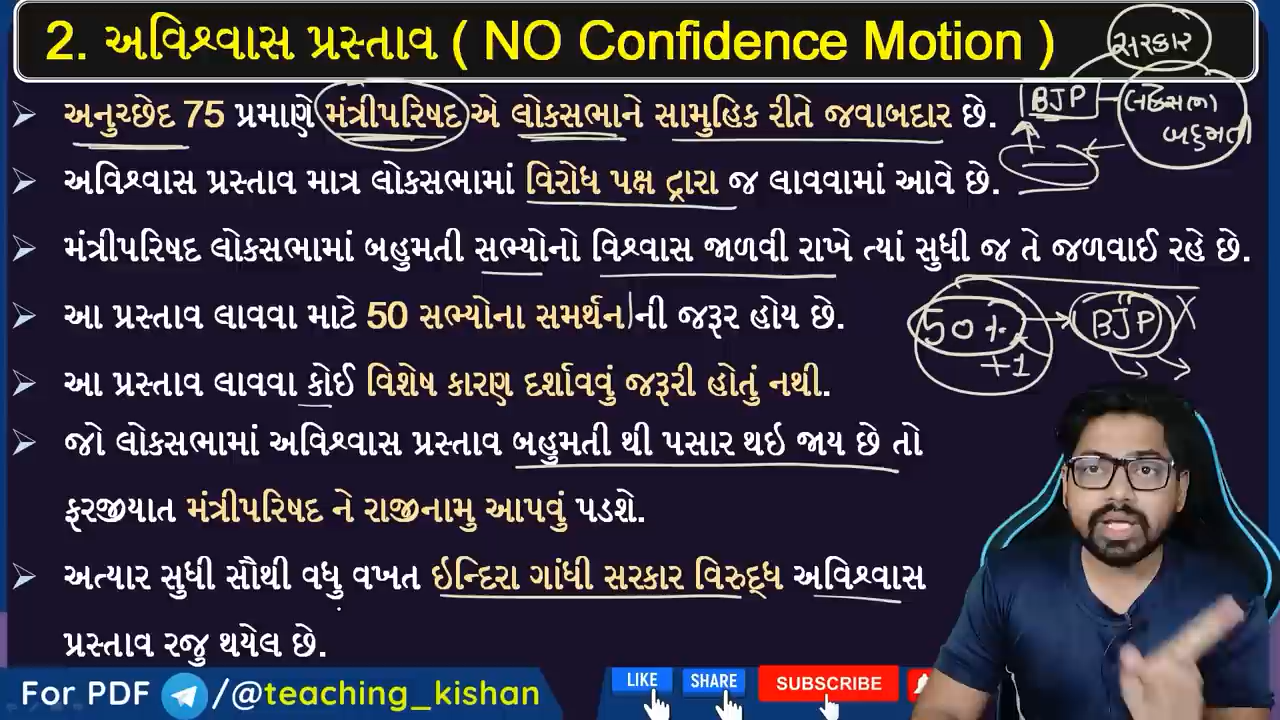 2. અવિશ્વાસ પ્રસ્તાવ ( NO Confidence Motion )
સરકાર
➢ અનુચ્છેદ 75 પ્રમાણે મંત્રીપરિષદ એ લોકસભાને સામુહિક રીતે જવાબદાર છે.
BJP
લોકસભા
બહુમતી
➢ અવિશ્વાસ પ્રસ્તાવ માત્ર લોકસભામાં વિરોધ પક્ષ દ્વારા જ લાવવામાં આવે છે.
➢ મંત્રીપરિષદ લોકસભામાં બહુમતી સભ્યોનો વિશ્વાસ જાળવી રાખે ત્યાં સુધી જ તે જળવાઈ રહે છે.
➢ આ પ્રસ્તાવ લાવવા માટે 50 સભ્યોના સમર્થન ની જરૂર હોય છે.
50 %
+1
BJP X
➢ આ પ્રસ્તાવ લાવવા કોઈ વિશેષ કારણ દર્શાવવું જરૂરી હોતું નથી.
➢ જો લોકસભામાં અવિશ્વાસ પ્રસ્તાવ બહુમતી થી પસાર થઇ જાય છે તો
ફરજીયાત મંત્રીપરિષદ ને રાજીનામુ આપવું પડશે.
➢ અત્યાર સુધી સૌથી વધુ વખત ઇન્દિરા ગાંધી સરકાર વિરુદ્ધ અવિશ્વાસ
પ્રસ્તાવ રજુ થયેલ છે.
For PDF /@teaching_kishan
LIKE
SHARE
SUBSCRIBE